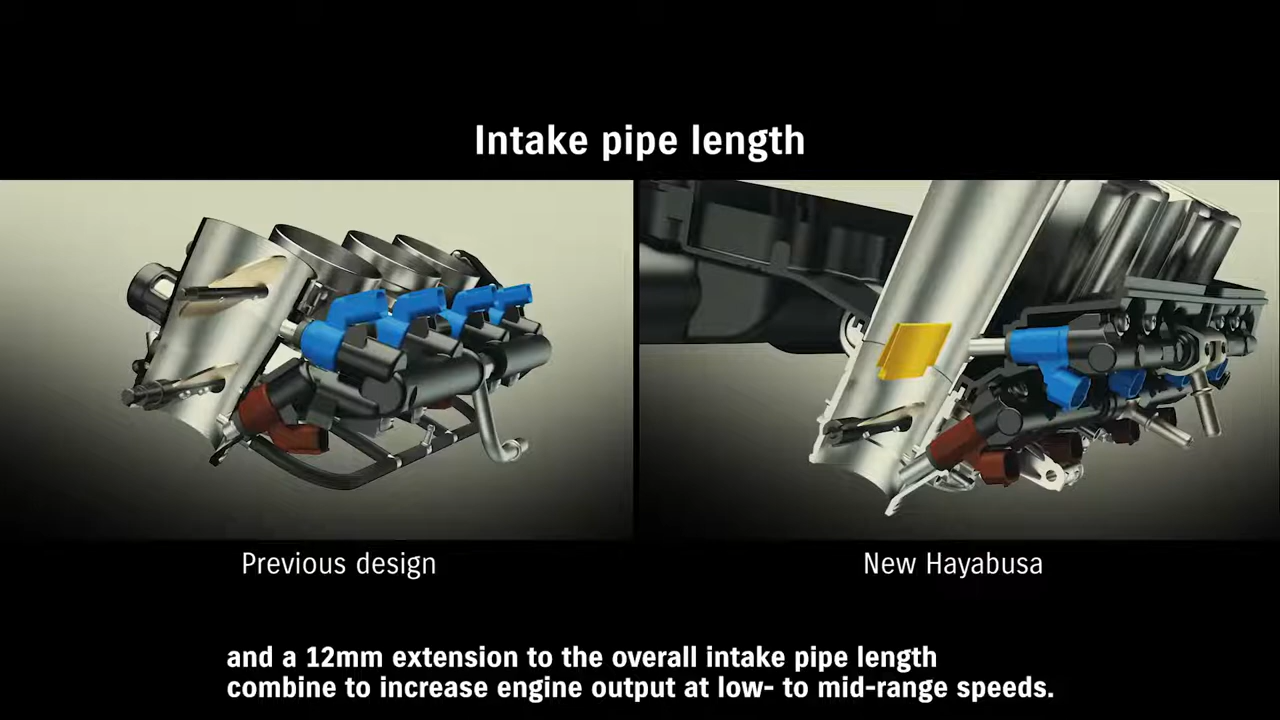 Intake pipe length
Previous design
New Hayabusa
and a 12mm extension to the overall intake pipe length
combine to increase engine output at low- to mid-range speeds.